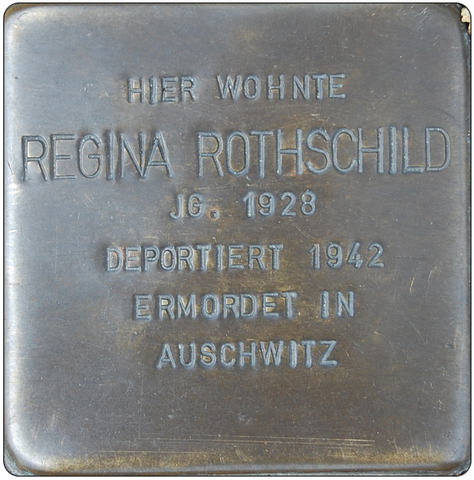 HIER WOHNTE
REGINA ROTHSCHILD
JG. 1928
DEPORTIERT 1942
ERMORDET IN
AUSCHWITZ